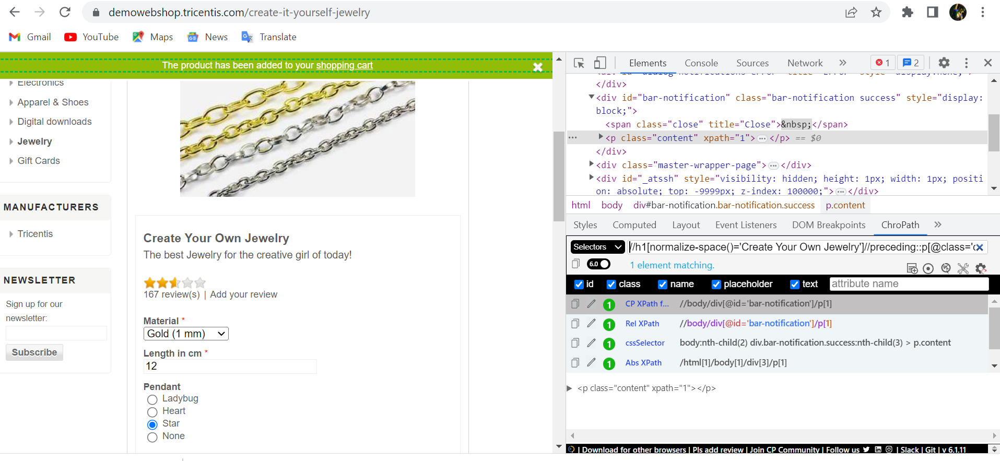 demowebshop.tricentis.com/create-it-yourself-jewelry
Gmail YouTube Maps News Translate
The product has been added to your shopping cart
Electronics
Apparel & Shoes
Digital downloads
Jewelry
Gift Cards
MANUFACTURERS
Tricentis
NEWSLETTER
Sign up for our
newsletter:
Subscribe
Create Your Own Jewelry
The best Jewelry for the creative girl of today!
167 review(s) | Add your review
Material *
Gold (1 mm)
Length in cm *
12
Pendant
Ladybug
Heart
Star
None
Elements Console Sources Network » 1 2
<div id="dialog-notifications-error" title="Error" style="display:none;">
</div>
<div id="bar-notification" class="bar-notification success" style="display:
block;">
<span class="close" title="Close">&nbsp;</span>
<p class="content" xpath="1">…</p> == $0
</div>
<div class="master-wrapper-page">…</div>
<div id="_atssh" style="visibility: hidden; height: 1px; width: 1px; positi
on: absolute; top: -9999px; z-index: 100000;">…</div>
html body div#bar-notification.bar-notification.success p.content
Styles Computed Layout Event Listeners DOM Breakpoints ChroPath »
Selectors //h1[normalize-space()='Create Your Own Jewelry']//preceding::p[@class='c
6.0 1 element matching.
id class name placeholder text attribute name
1 CP XPath f... //body/div[@id='bar-notification']/p[1]
1 Rel XPath //body/div[@id='bar-notification']/p[1]
1 cssSelector body:nth-child(2) div.bar-notification.success:nth-child(3) > p.content
1 Abs XPath /html[1]/body[1]/div[3]/p[1]
<p class="content" xpath="1"></p>
| Download for other browsers | Pls add review | Join CP Community | Follow us | Slack | Git | v 6.1.11